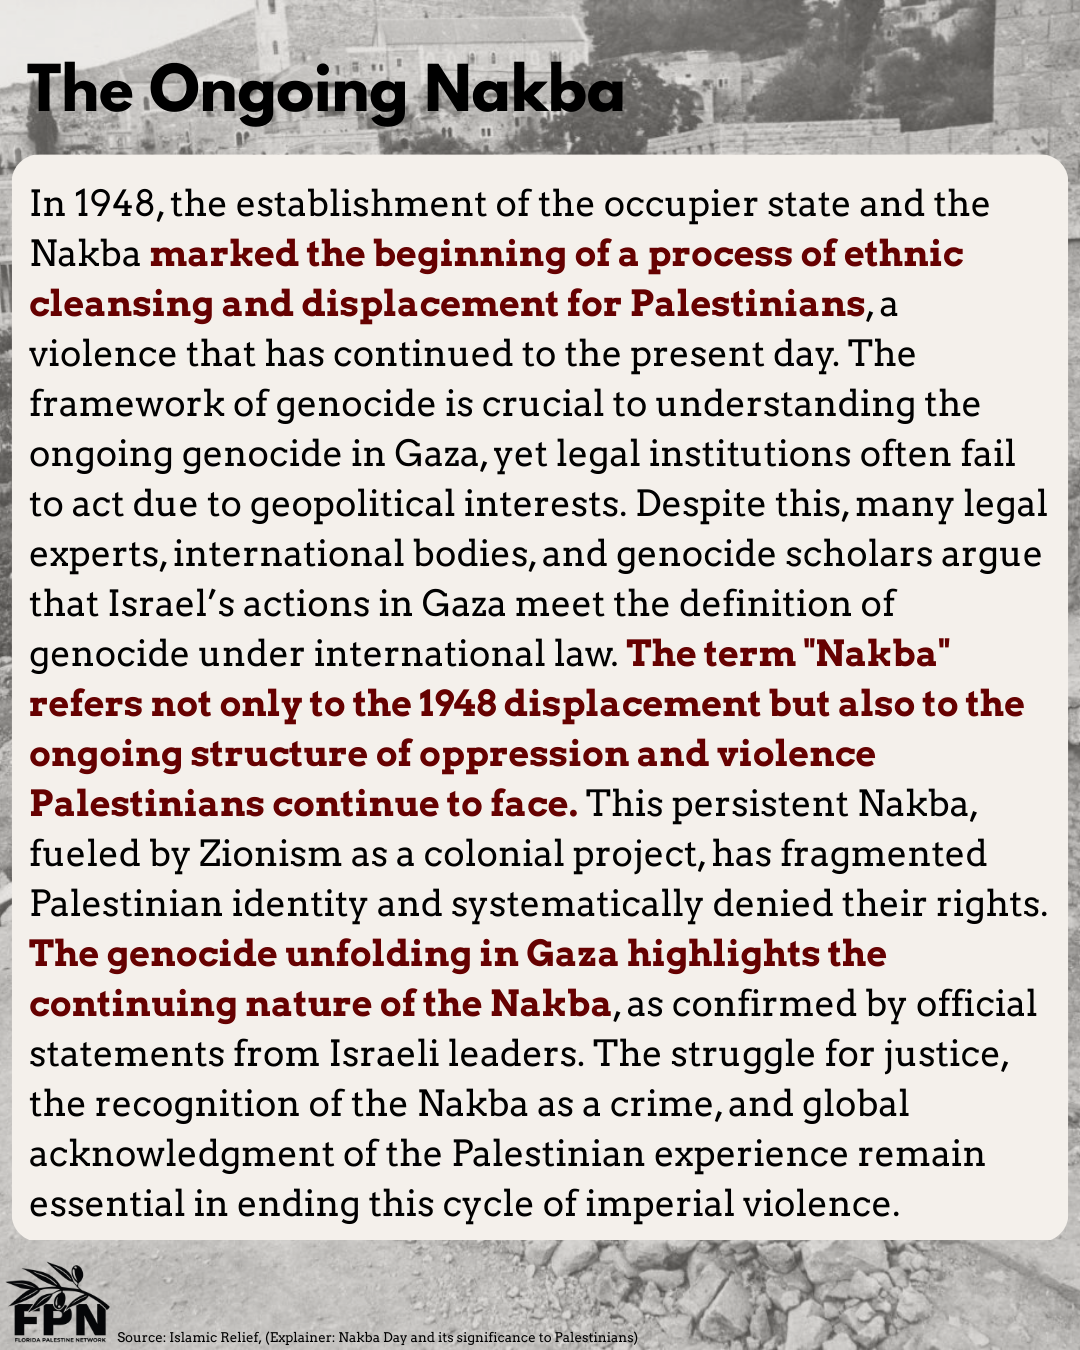 The Ongoing Nakba
In 1948, the establishment of the occupier state and the
Nakba marked the beginning of a process of ethnic
cleansing and displacement for Palestinians, a
violence that has continued to the present day. The
framework of genocide is crucial to understanding the
ongoing genocide in Gaza, yet legal institutions often fail
to act due to geopolitical interests. Despite this, many legal
experts, international bodies, and genocide scholars argue
that Israel’s actions in Gaza meet the definition of
genocide under international law. The term "Nakba"
refers not only to the 1948 displacement but also to the
ongoing structure of oppression and violence
Palestinians continue to face. This persistent Nakba,
fueled by Zionism as a colonial project, has fragmented
Palestinian identity and systematically denied their rights.
The genocide unfolding in Gaza highlights the
continuing nature of the Nakba, as confirmed by official
statements from Israeli leaders. The struggle for justice,
the recognition of the Nakba as a crime, and global
acknowledgment of the Palestinian experience remain
essential in ending this cycle of imperial violence.
FPN
FLORIDA PALESTINE NETWORK
Source: Islamic Relief, (Explainer: Nakba Day and its significance to Palestinians)